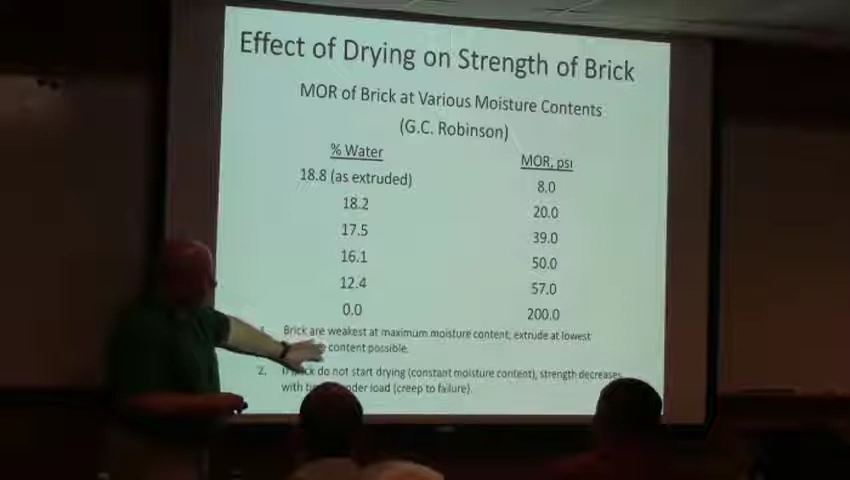 Effect of Drying on Strength of Brick
MOR of Brick at Various Moisture Contents
(G.C. Robinson)
% Water MOR, psi
18.8 (as extruded) 8.0
18.2 20.0
17.5 39.0
16.1 50.0
12.4 57.0
0.0 200.0
Brick are weakest at maximum moisture content, extrude at lowest
content possible.
2. do not start drying (constant moisture content), strength decreases
with under load (creep to failure).